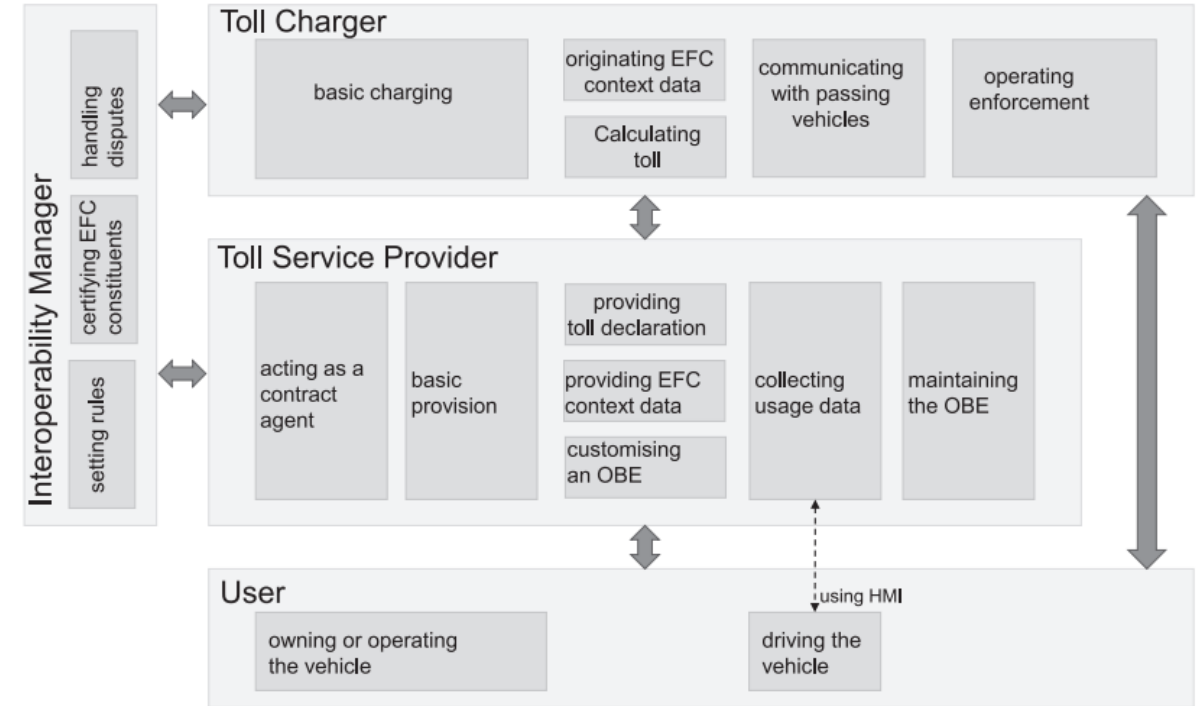 Interoperability Manager
handling
disputes
certifying EFC
constituents
setting rules
Toll Charger
basic charging
originating EFC
context data
Calculating
toll
communicating
with passing
vehicles
operating
enforcement
Toll Service Provider
acting as a
contract
agent
basic
provision
providing
toll declaration
providing EFC
context data
customising
an OBE
collecting
usage data
maintaining
the OBE
User
using HMI
owning or operating
the vehicle
driving the
vehicle